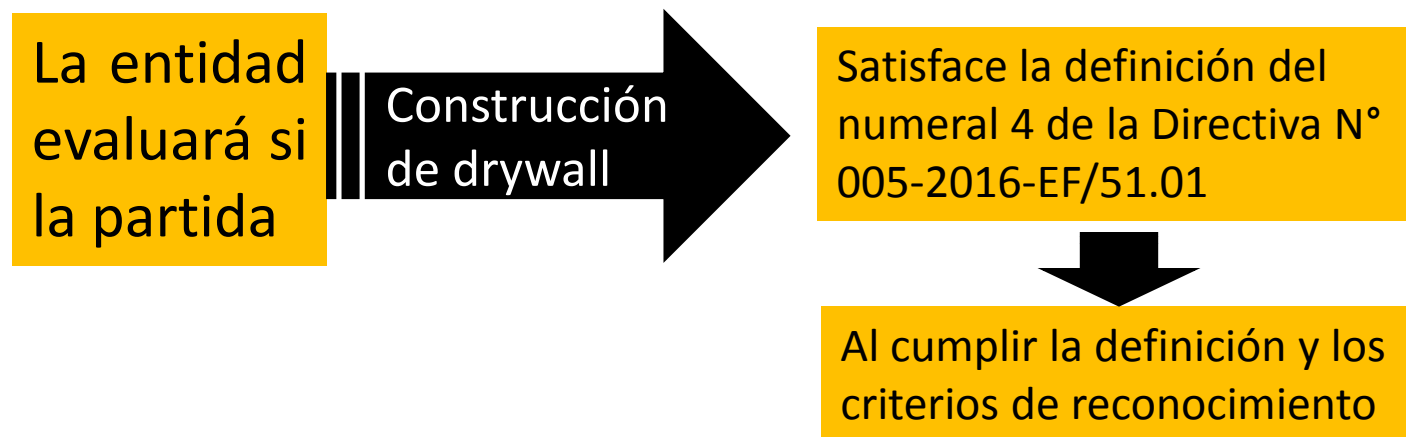 La entidad
evaluará si
la partida
Construcción
de drywall
Satisface la definición del
numeral 4 de la Directiva N°
005-2016-EF/51.01
Al cumplir la definición y los
criterios de reconocimiento